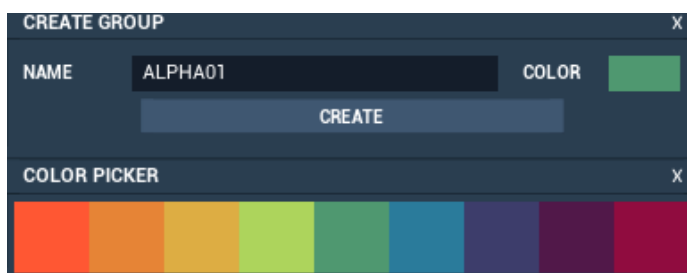 CREATE GROUP X
NAME ALPHA01 COLOR
CREATE
COLOR PICKER X